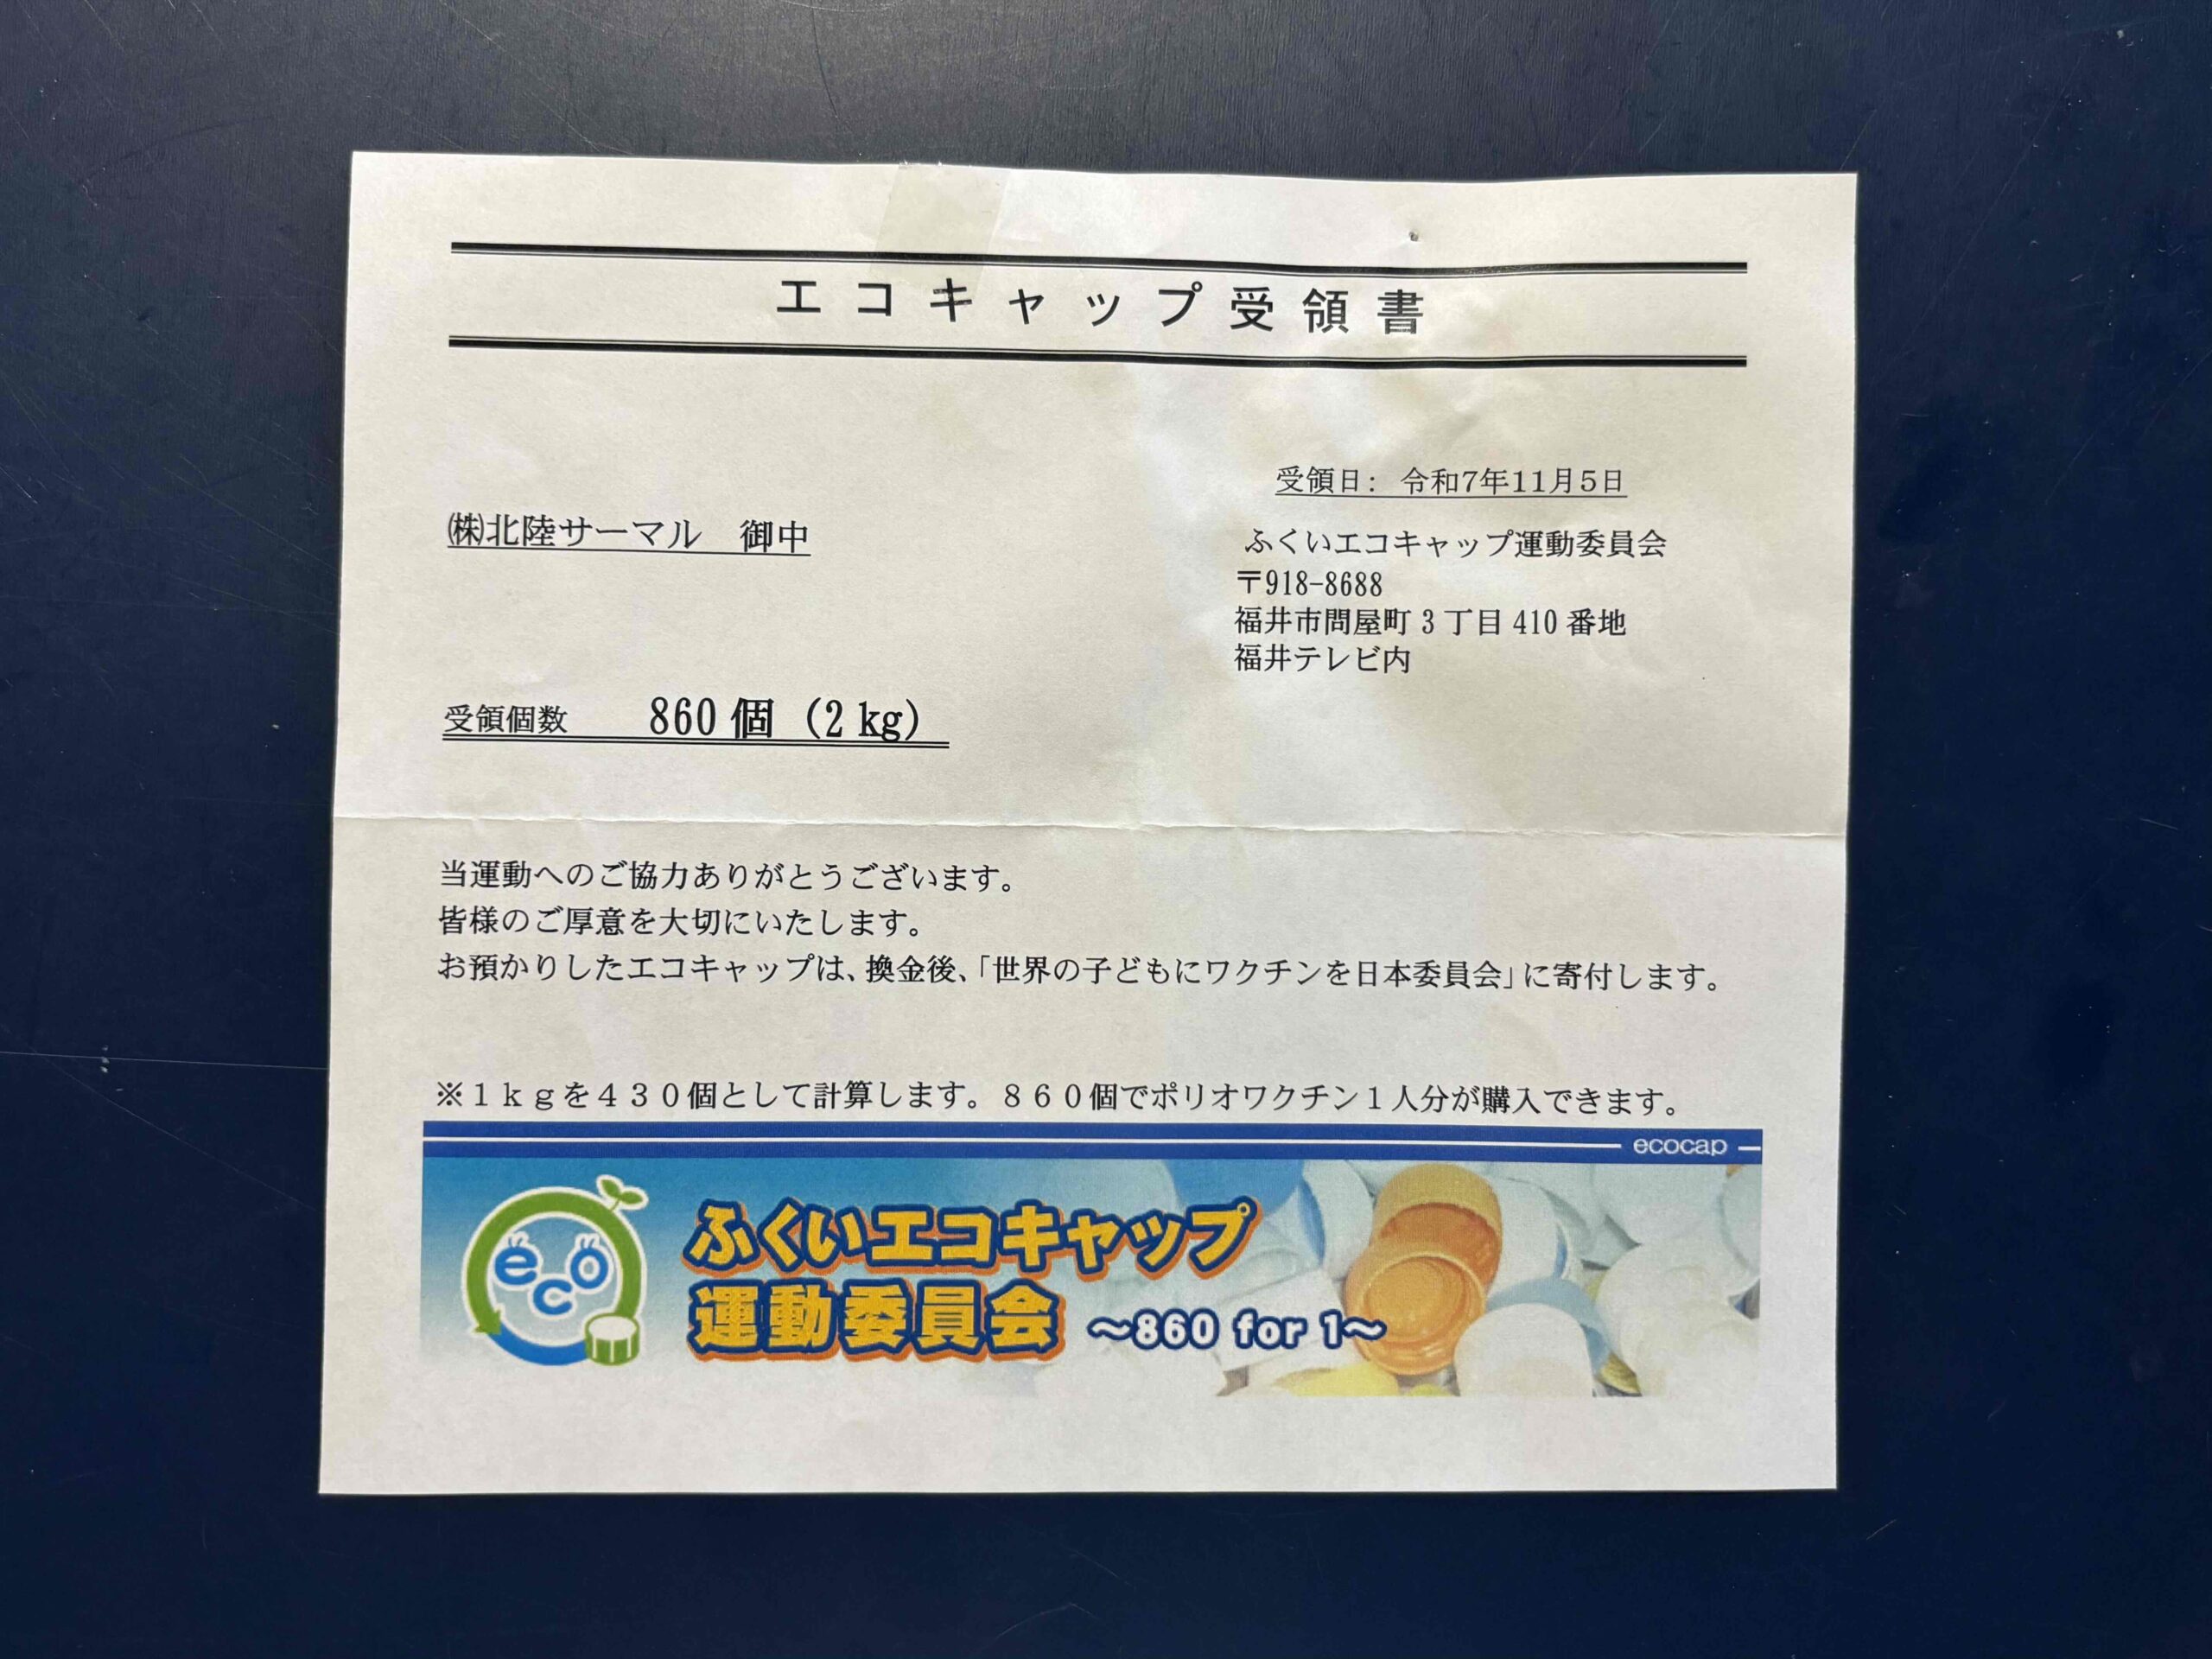 エコキャップ受領書
受領日: 令和7年11月5日
㈱北陸サーマル 御中
ふくいエコキャップ運動委員会
〒918-8688
福井市問屋町3丁目410番地
福井テレビ内
受領個数 860個（2kg）
当運動へのご協力ありがとうございます。
皆様のご厚意を大切にいたします。
お預かりしたエコキャップは、換金後、「世界の子どもにワクチンを日本委員会」に寄付します。
※１ｋｇを４３０個として計算します。８６０個でポリオワクチン１人分が購入できます。
ecocap
eco
ふくいエコキャップ
運動委員会 ～860 for 1～